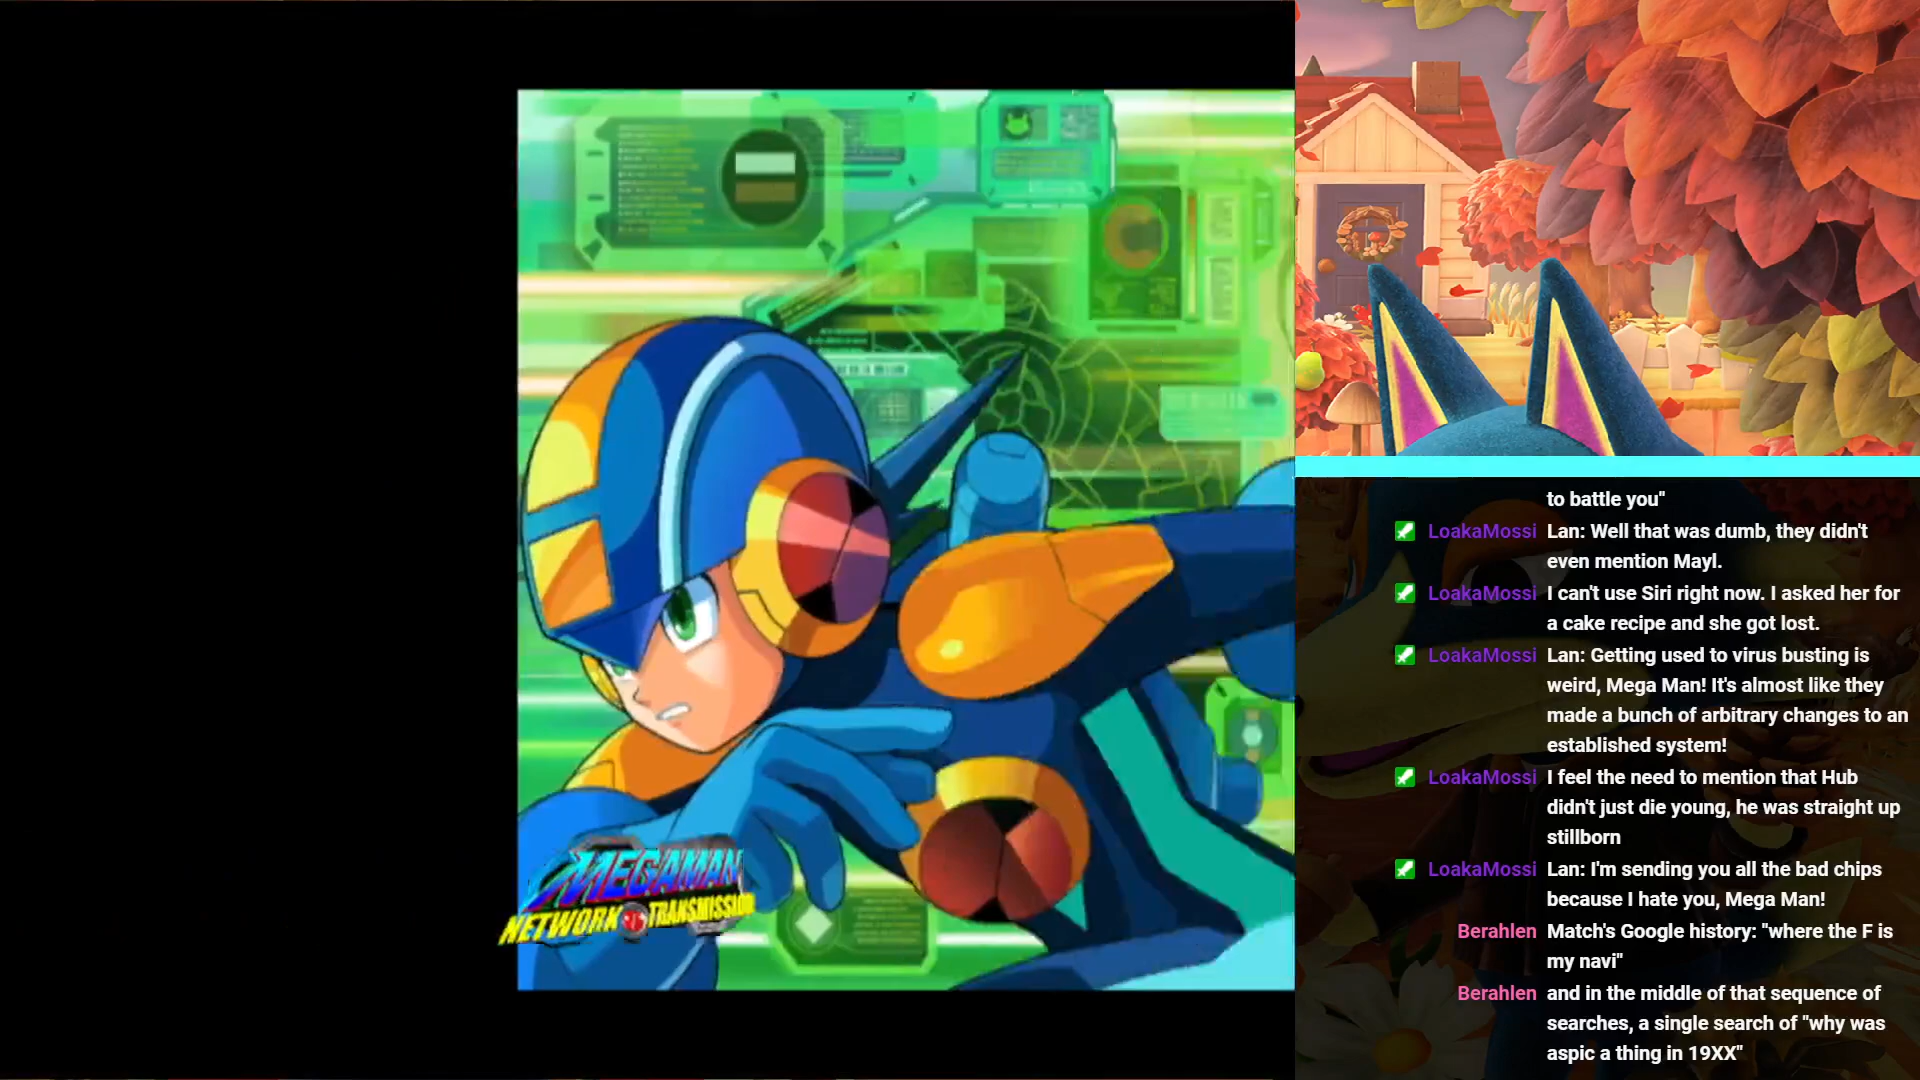 MEGAMAN
NETWORK TRANSMISSION
to battle you"
LoakaMossi Lan: Well that was dumb, they didn't
even mention Mayl.
LoakaMossi I can't use Siri right now. I asked her for
a cake recipe and she got lost.
LoakaMossi Lan: Getting used to virus busting is
weird, Mega Man! It's almost like they
made a bunch of arbitrary changes to an
established system!
LoakaMossi I feel the need to mention that Hub
didn't just die young, he was straight up
stillborn
LoakaMossi Lan: I'm sending you all the bad chips
because I hate you, Mega Man!
Berahlen Match's Google history: "where the F is
my navi"
Berahlen and in the middle of that sequence of
searches, a single search of "why was
aspic a thing in 19XX"